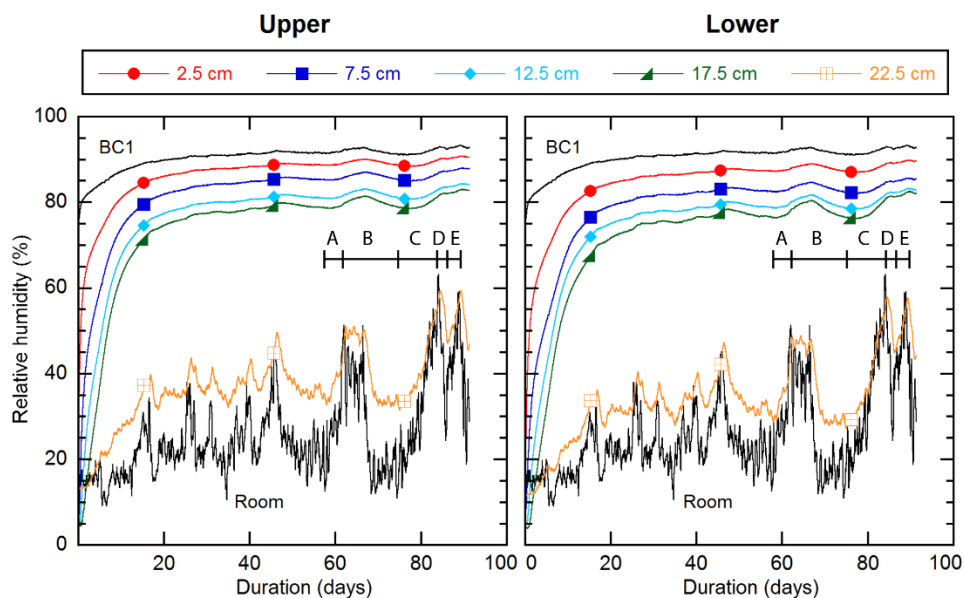 Upper Lower
2.5 cm 7.5 cm 12.5 cm 17.5 cm 22.5 cm
Relative humidity (%)
100
80
60
40
20
0
BC1
A B C D E
Room
0 20 40 60 80 100
Duration (days)
BC1
A B C D E
Room
0 20 40 60 80 100
Duration (days)